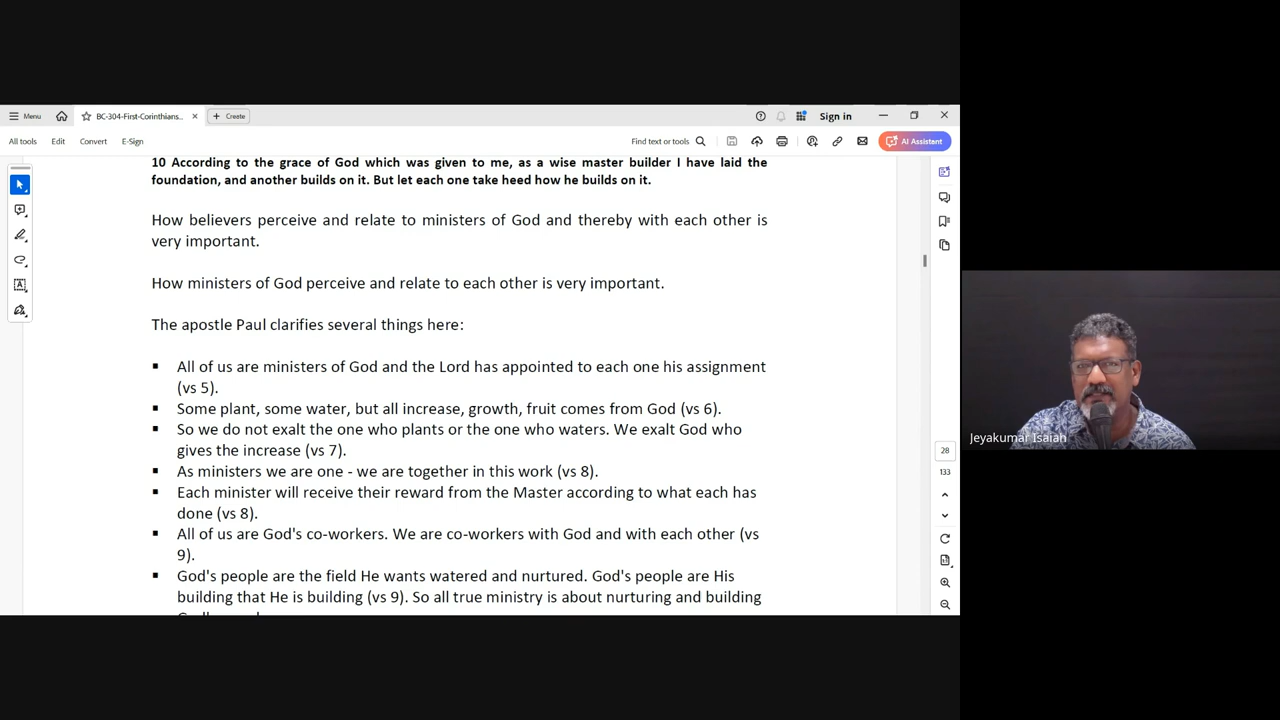 Menu
BC-304-First-Corinthians...
Create
Sign in
All tools
Edit
Convert
E-Sign
Find text or tools
AI Assistant
10 According to the grace of God which was given to me, as a wise master builder I have laid the
foundation, and another builds on it. But let each one take heed how he builds on it.
How believers perceive and relate to ministers of God and thereby with each other is
very important.
How ministers of God perceive and relate to each other is very important.
The apostle Paul clarifies several things here:
▪ All of us are ministers of God and the Lord has appointed to each one his assignment
(vs 5).
▪ Some plant, some water, but all increase, growth, fruit comes from God (vs 6).
▪ So we do not exalt the one who plants or the one who waters. We exalt God who
gives the increase (vs 7).
▪ As ministers we are one - we are together in this work (vs 8).
▪ Each minister will receive their reward from the Master according to what each has
done (vs 8).
▪ All of us are God's co-workers. We are co-workers with God and with each other (vs
9).
▪ God's people are the field He wants watered and nurtured. God's people are His
building that He is building (vs 9). So all true ministry is about nurturing and building
28
133
Jeyakumar Isaiah